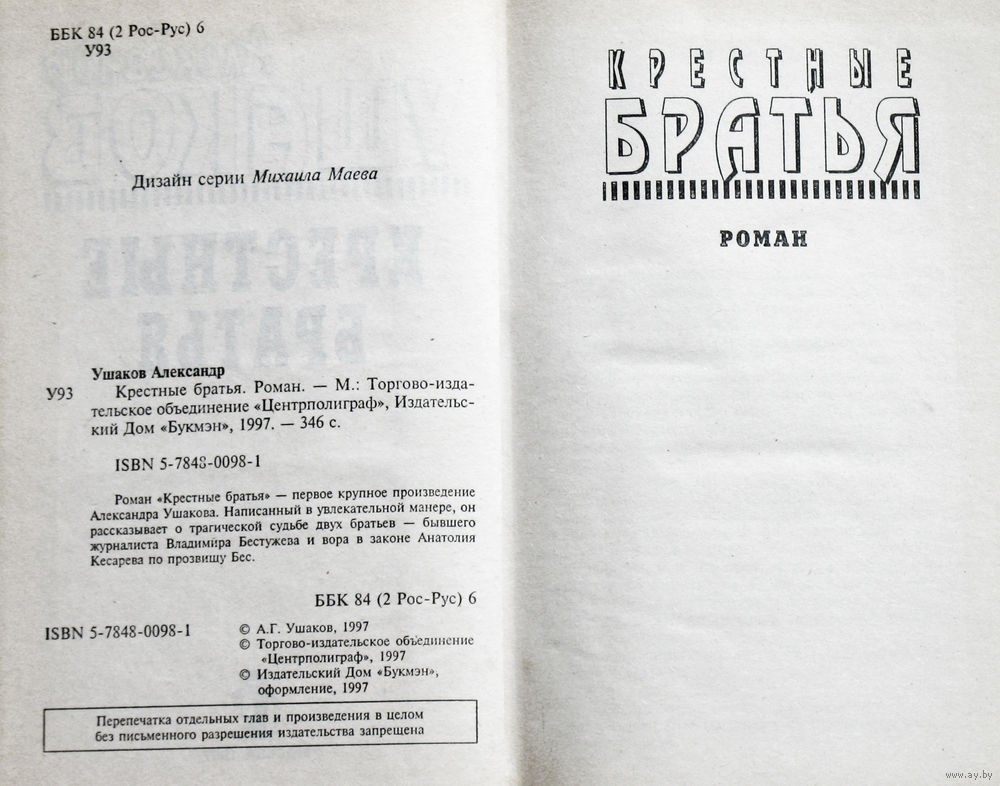 ББК 84 (2 Рос-Рус) 6
У93
Дизайн серии Михаила Маева
Ушаков Александр
У93 Крестные братья. Роман. — М.: Торгово-изда-
тельское объединение «Центрполиграф», Издательс-
кий Дом «Букмэн», 1997. — 346 с.
ISBN 5-7848-0098-1
Роман «Крестные братья» — первое крупное произведение
Александра Ушакова. Написанный в увлекательной манере, он
рассказывает о трагической судьбе двух братьев — бывшего
журналиста Владимира Бестужева и вора в законе Анатолия
Кесарева по прозвищу Бес.
ББК 84 (2 Рос-Рус) 6
ISBN 5-7848-0098-1
© А.Г. Ушаков, 1997
© Торгово-издательское объединение
«Центрполиграф», 1997
© Издательский Дом «Букмэн»,
оформление, 1997
Перепечатка отдельных глав и произведения в целом
без письменного разрешения издательства запрещена
КРЕСТНЫЕ
БРАТЬЯ
РОМАН
www.ay.by